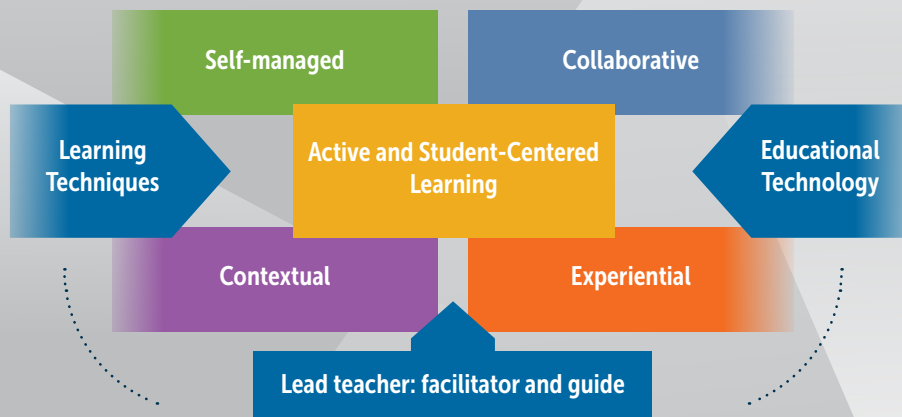 Self-managed
Collaborative
Learning
Techniques
Active and Student-Centered
Learning
Educational
Technology
Contextual
Experiential
Lead teacher: facilitator and guide